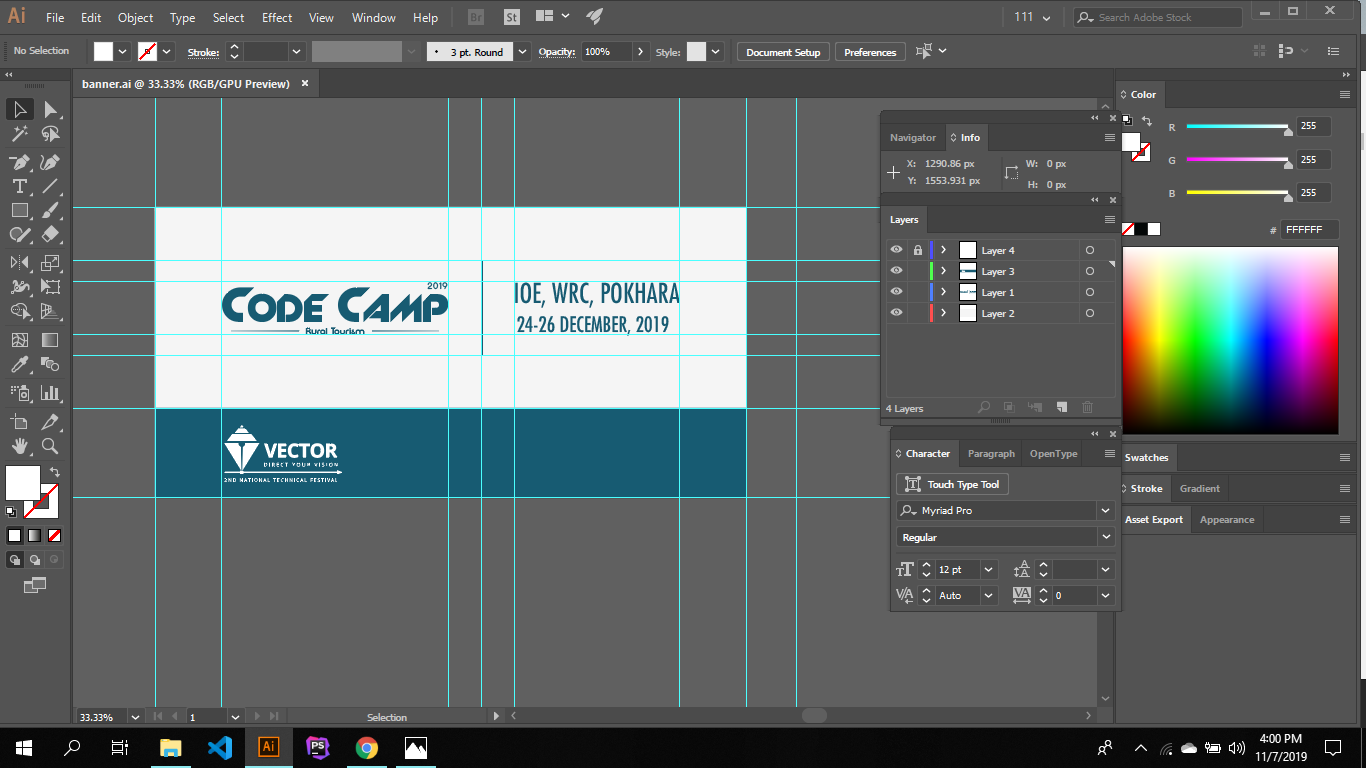 Ai File Edit Object Type Select Effect View Window Help Br St 111 Search Adobe Stock
No Selection Stroke: 3 pt. Round Opacity: 100% Style: Document Setup Preferences
banner.ai @ 33.33% (RGB/GPU Preview)
CODE CAMP 2019
Rural Tourism
IOE, WRC, POKHARA
24-26 DECEMBER, 2019
VECTOR
DIRECT YOUR VISION
2ND NATIONAL TECHNICAL FESTIVAL
Navigator Info
X: 1290.86 px W: 0 px
Y: 1553.931 px H: 0 px
Layers
Layer 4
Layer 3
Layer 1
Layer 2
4 Layers
Character Paragraph OpenType
Touch Type Tool
Myriad Pro
Regular
12 pt
Auto 0
Color
R 255
G 255
B 255
# FFFFFF
Swatches
Stroke Gradient
Asset Export Appearance
33.33% 1 Selection
Ai PS
4:00 PM
11/7/2019